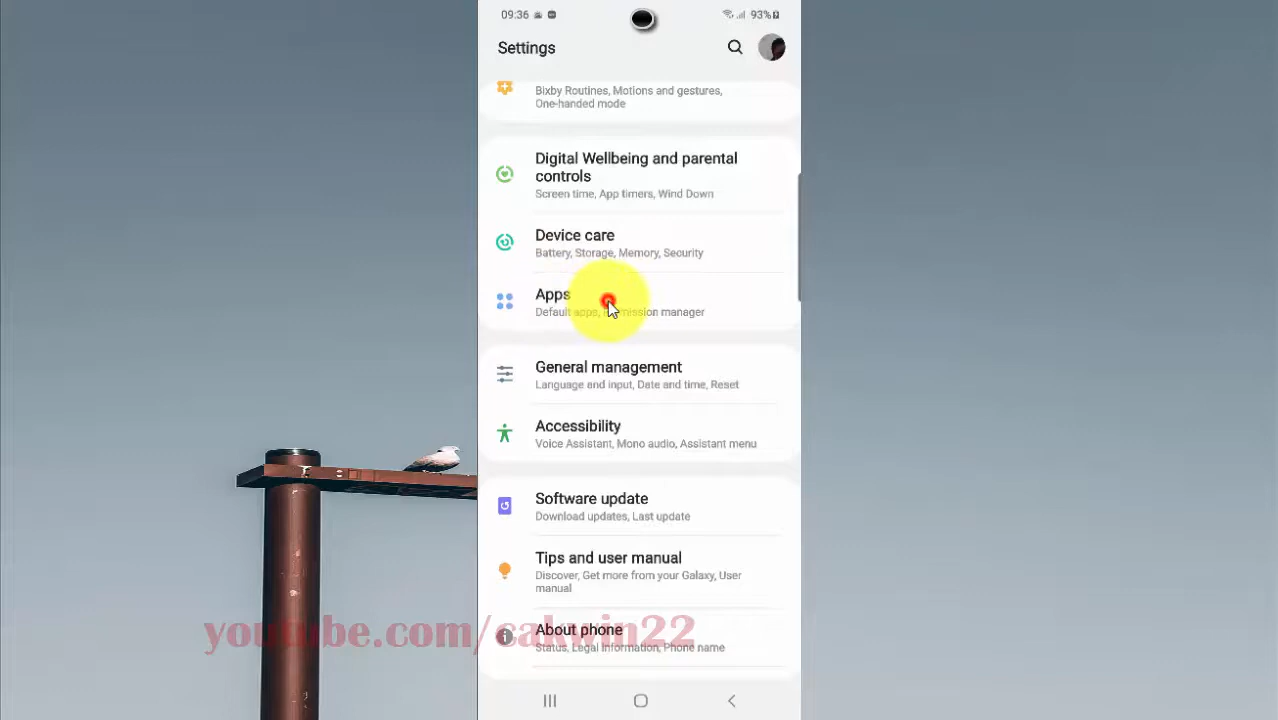 09:36
93%
Settings
Bixby Routines, Motions and gestures,
One-handed mode
Digital Wellbeing and parental
controls
Screen time, App timers, Wind Down
Device care
Battery, Storage, Memory, Security
Apps
Default apps, Permission manager
General management
Language and input, Date and time, Reset
Accessibility
Voice Assistant, Mono audio, Assistant menu
Software update
Download updates, Last update
Tips and user manual
Discover, Get more from your Galaxy, User
manual
youtube.com/cakwin22
About phone
Status, Legal information, Phone name